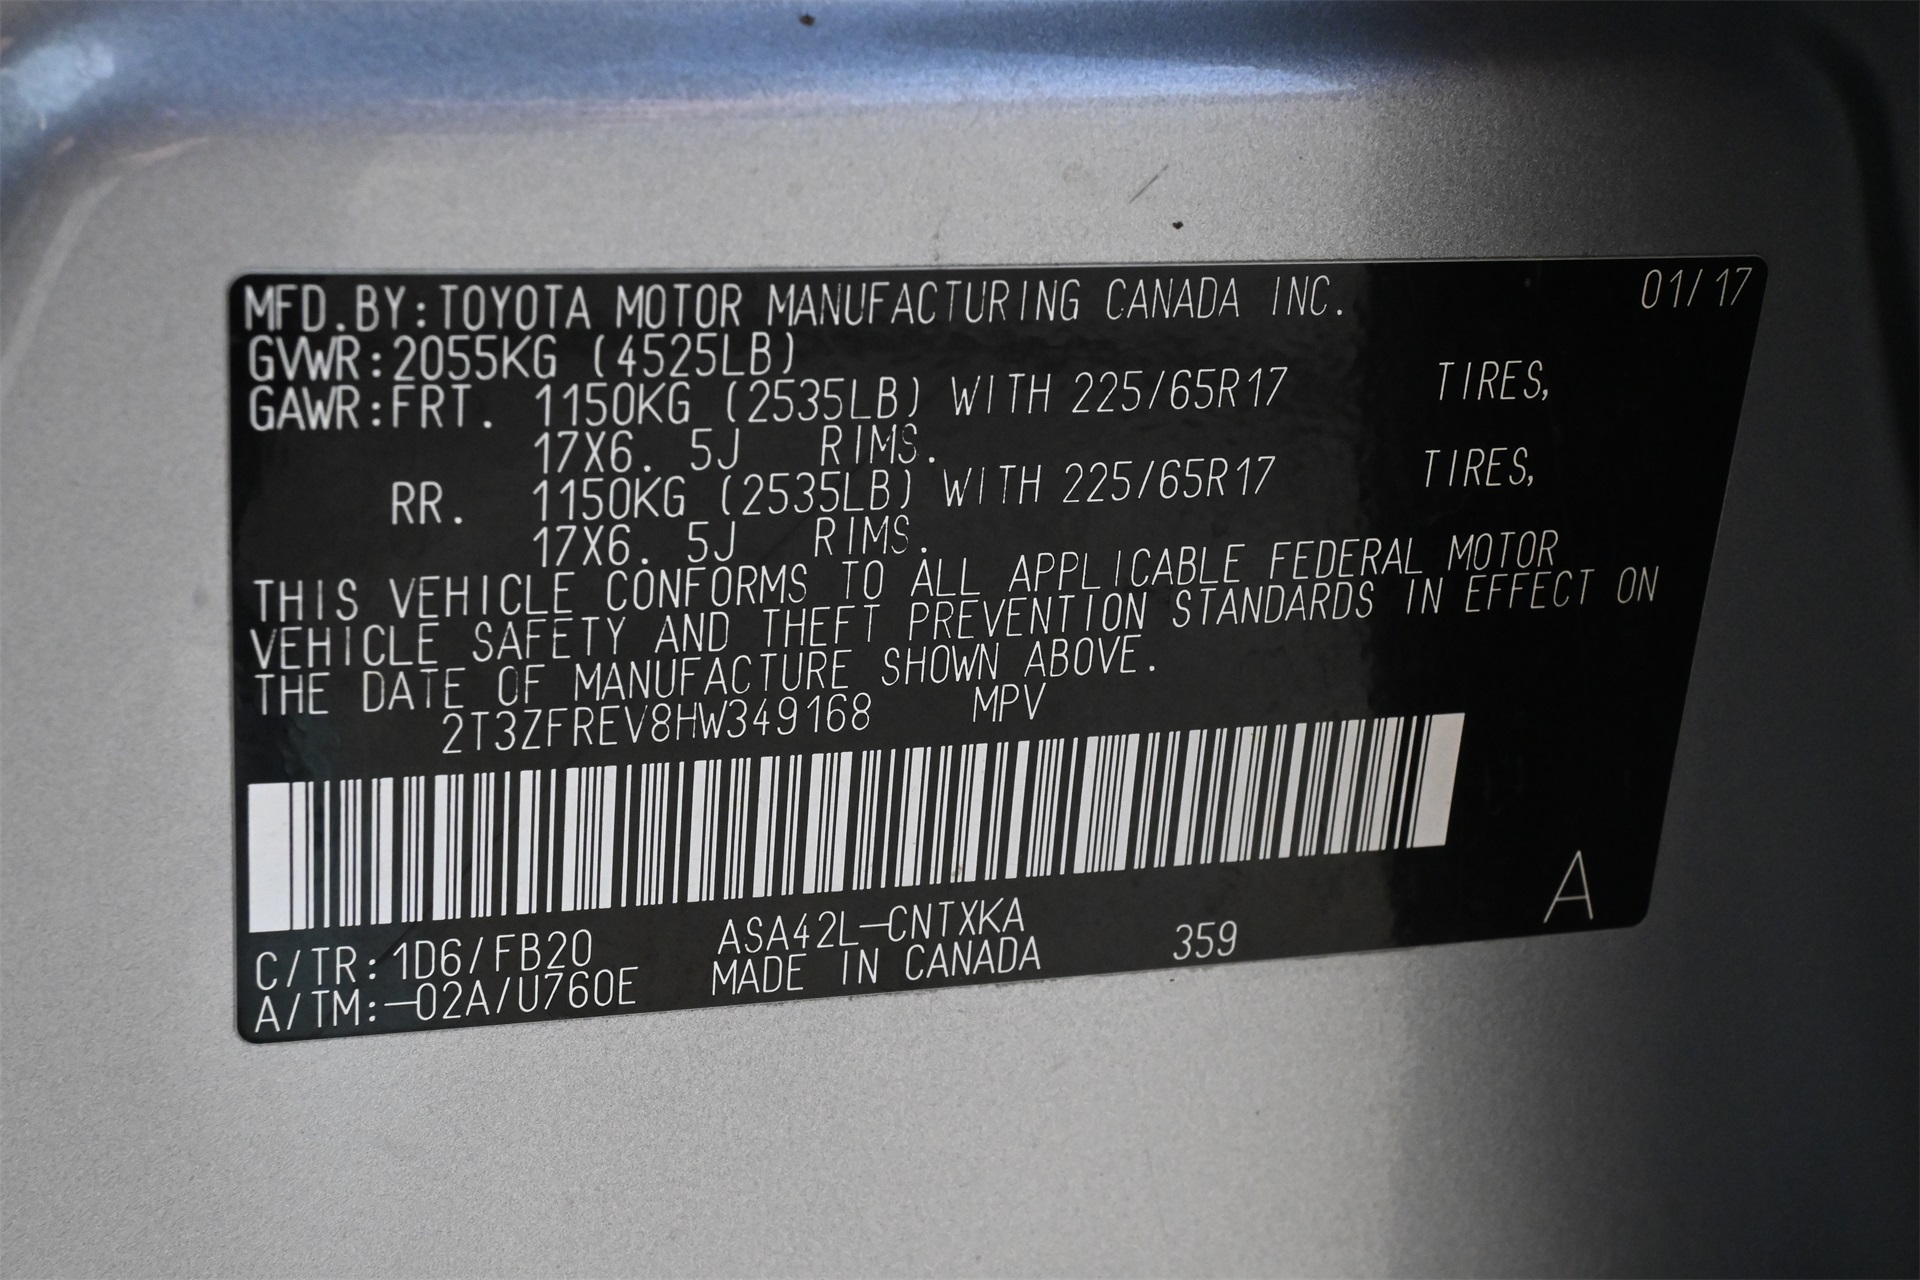 MFD.BY:TOYOTA MOTOR MANUFACTURING CANADA INC. 01/17
GVWR:2055KG (4525LB)
GAWR:FRT. 1150KG (2535LB) WITH 225/65R17 TIRES,
17X6. 5J RIMS.
RR. 1150KG (2535LB) WITH 225/65R17 TIRES,
17X6. 5J RIMS.
THIS VEHICLE CONFORMS TO ALL APPLICABLE FEDERAL MOTOR
VEHICLE SAFETY AND THEFT PREVENTION STANDARDS IN EFFECT ON
THE DATE OF MANUFACTURE SHOWN ABOVE.
2T3ZFREV8HW349168 MPV
A
C/TR:1D6/FB20 ASA42L-CNTXKA
A/TM:-02A/U760E MADE IN CANADA 359